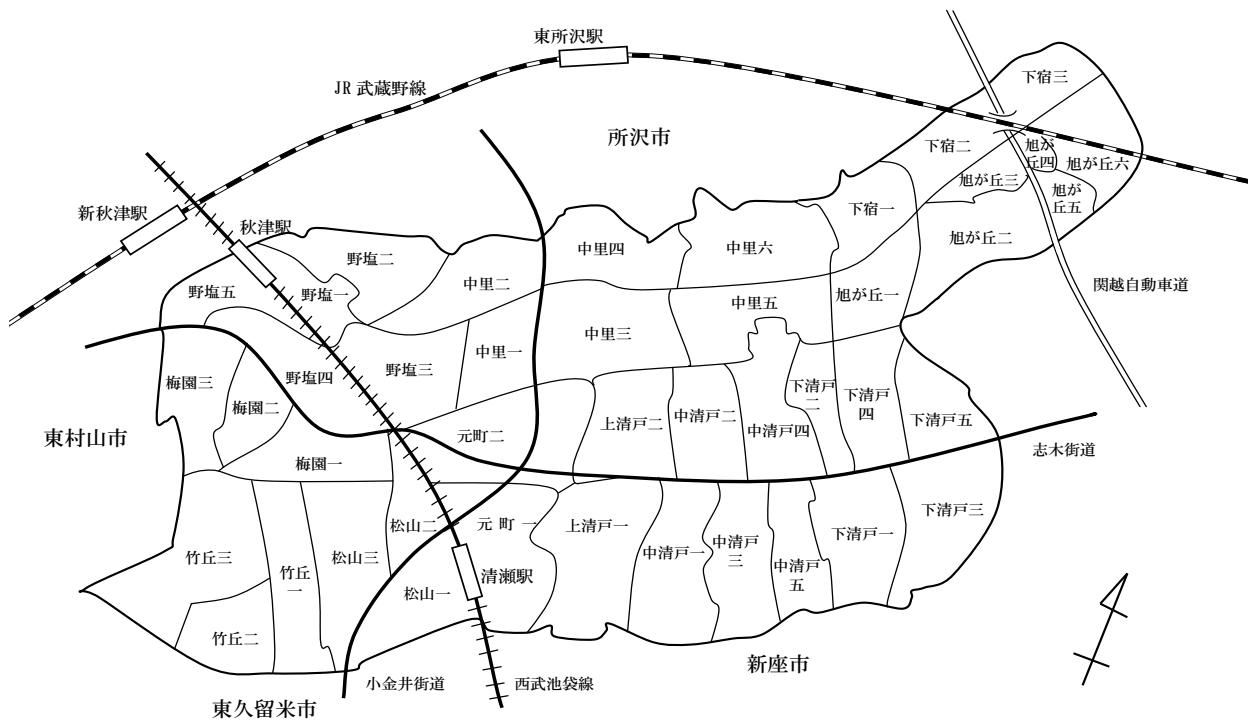 東所沢駅
JR 武蔵野線
所沢市
下宿三
下宿二
旭が
丘四
旭が丘六
旭が丘三
旭が
丘五
新秋津駅
秋津駅
下宿一
旭が丘二
野塩二
中里四
中里六
中里二
関越自動車道
野塩五
野塩一
旭が丘一
中里五
中里三
中里一
野塩三
野塩四
梅園三
梅園二
下清戸
二
下清戸
四
下清戸五
東村山市
元町二
上清戸二
中清戸二
中清戸四
志木街道
梅園一
松山二
元 町 一
上清戸一
下清戸三
下清戸一
中清戸一
中清戸
三
中清戸
五
竹丘三
竹丘
一
松山三
松山一
清瀬駅
竹丘二
新座市
小金井街道
西武池袋線
東久留米市